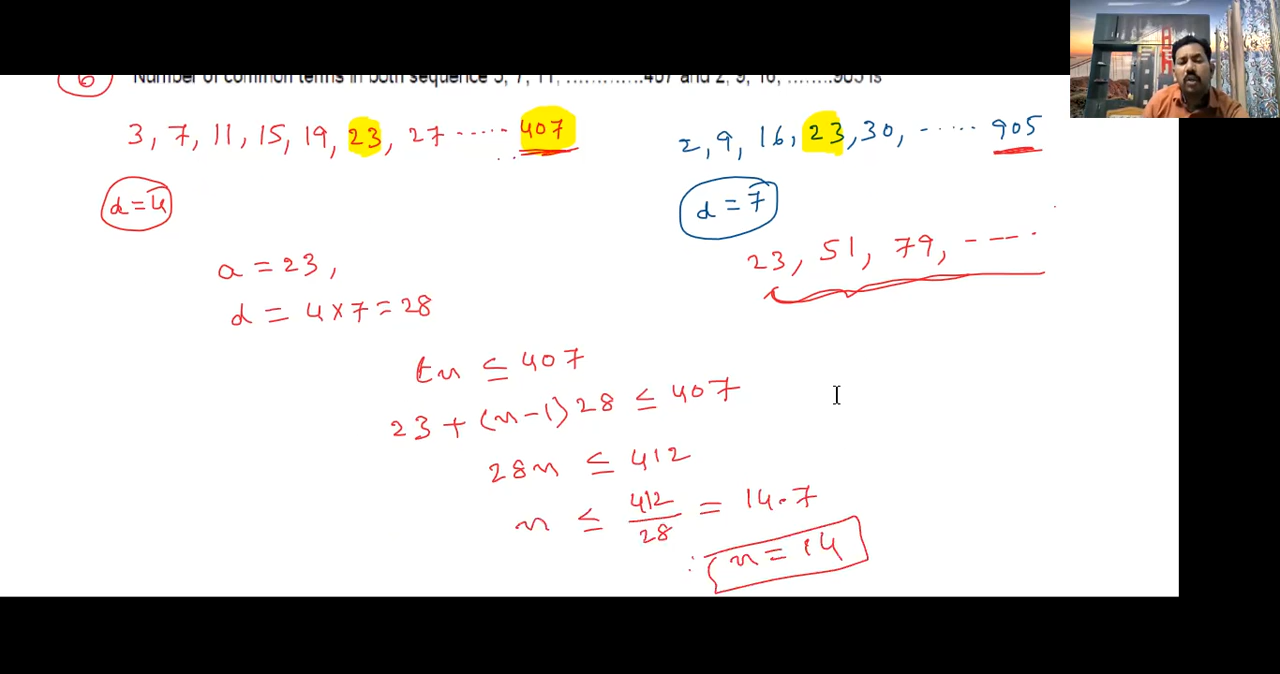 6 Number of common terms in both sequence 3, 7, 11, ..............407 and 2, 9, 16, ........905 is
3, 7, 11, 15, 19, 23, 27 ..... 407
2, 9, 16, 23, 30, ..... 905
d = 4
d = 7
23, 51, 79, - - - .
a = 23,
d = 4 x 7 = 28
tn ≤ 407
23 + (n-1) 28 ≤ 407
28n ≤ 412
n ≤ 412/28 = 14.7
n = 14